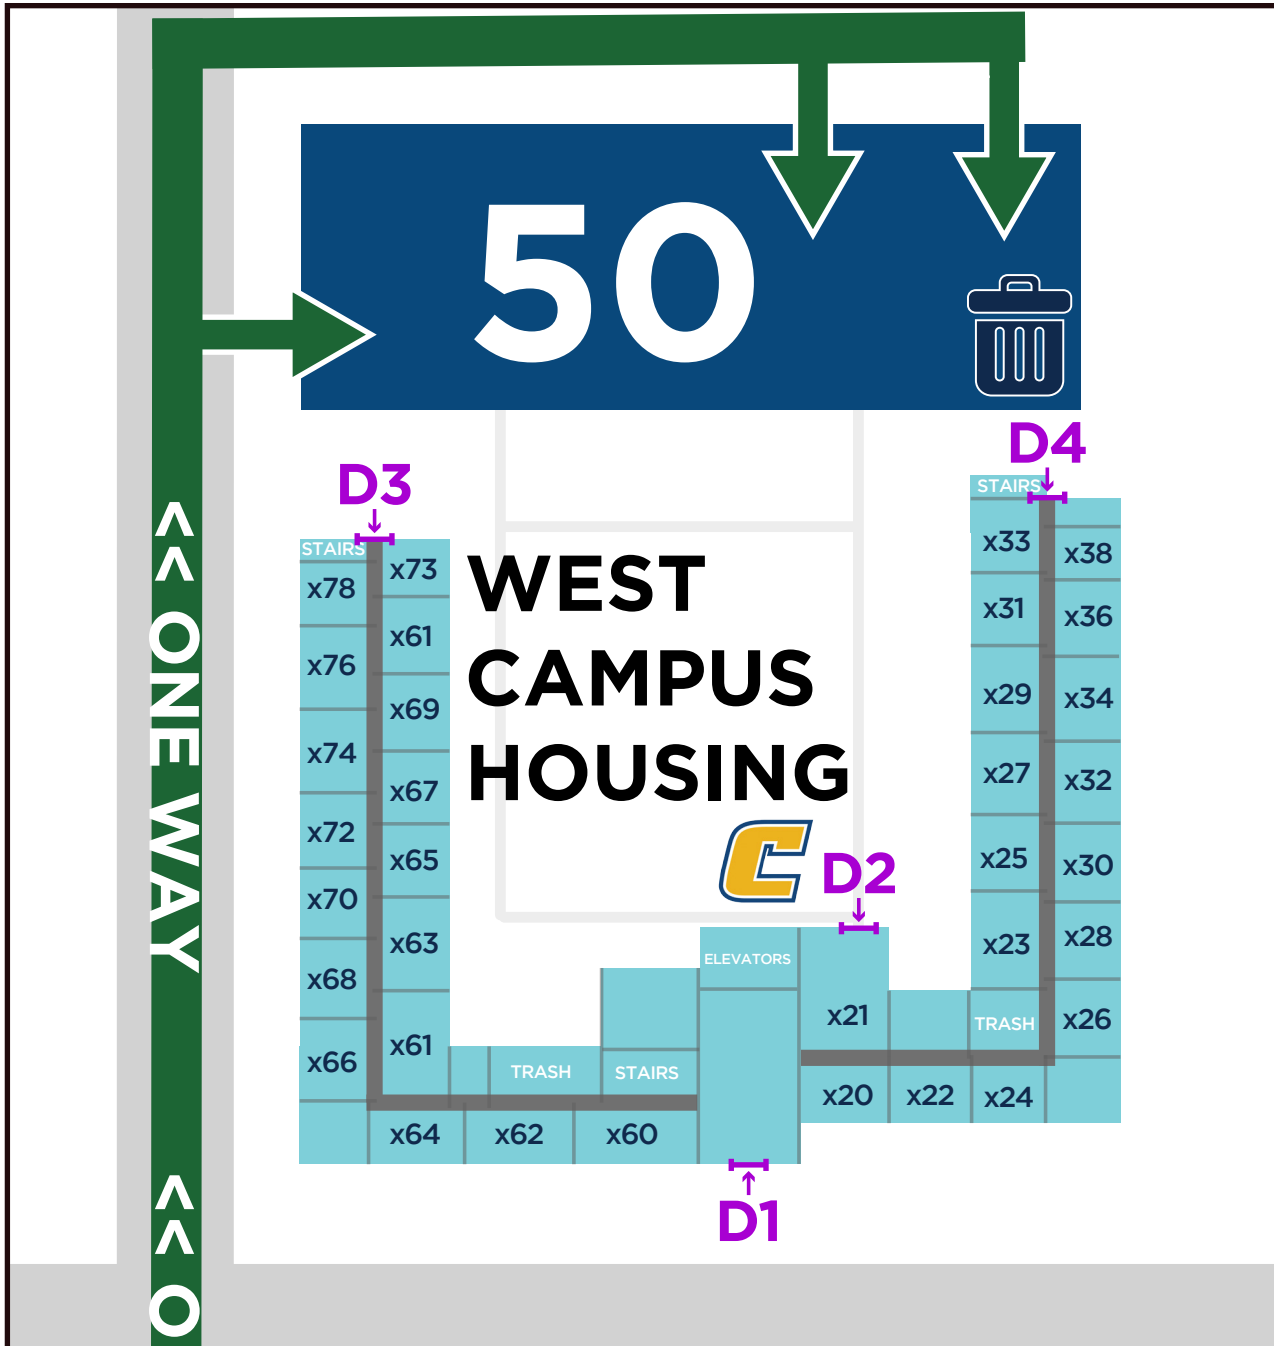 50
D4
D3
STAIRS
STAIRS
x33
x38
x73
x78
x31
x36
x61
x76
x29
x34
x69
x74
x27
x32
x67
x72
x25
x30
x65
x70
x23
x28
x63
x68
x21
TRASH
x26
x61
x66
TRASH
STAIRS
x20
x22
x24
x64
x62
x60
WEST
CAMPUS
HOUSING
C
D2
ELEVATORS
D1
<< ONE WAY
<< O